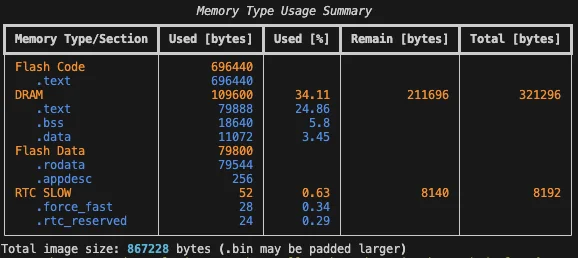 Memory Type Usage Summary
Memory Type/Section Used [bytes] Used [%] Remain [bytes] Total [bytes]
Flash Code 696440
.text 696440
DRAM 109600 34.11 211696 321296
.text 79888 24.86
.bss 18640 5.8
.data 11072 3.45
Flash Data 79800
.rodata 79544
.appdesc 256
RTC SLOW 52 0.63 8140 8192
.force_fast 28 0.34
.rtc_reserved 24 0.29
Total image size: 867228 bytes (.bin may be padded larger)